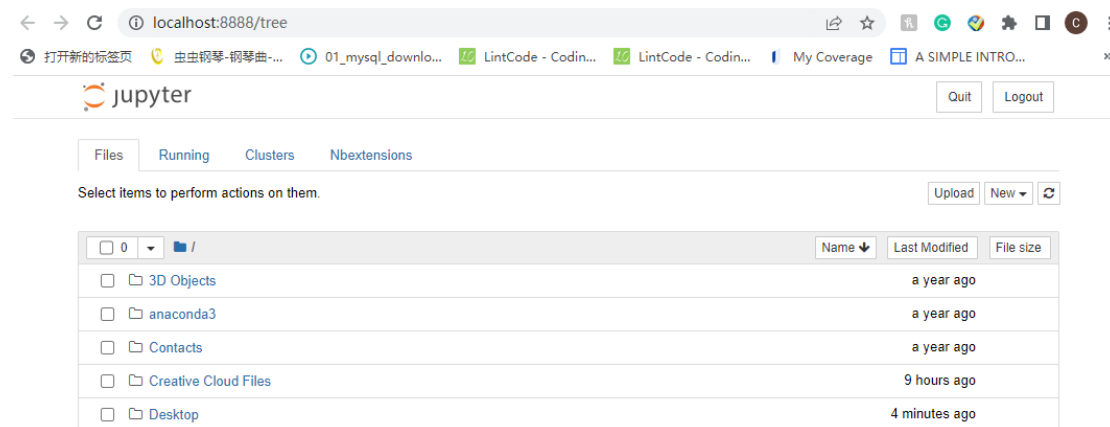 localhost:8888/tree C
打开新的标签页 虫虫钢琴-钢琴曲-... 01_mysql_downlo... LC LintCode - Codin... LC LintCode - Codin... My Coverage A SIMPLE INTRO... »
jupyter Quit Logout
Files Running Clusters Nbextensions
Select items to perform actions on them. Upload New
0 / Name Last Modified File size
3D Objects a year ago
anaconda3 a year ago
Contacts a year ago
Creative Cloud Files 9 hours ago
Desktop 4 minutes ago